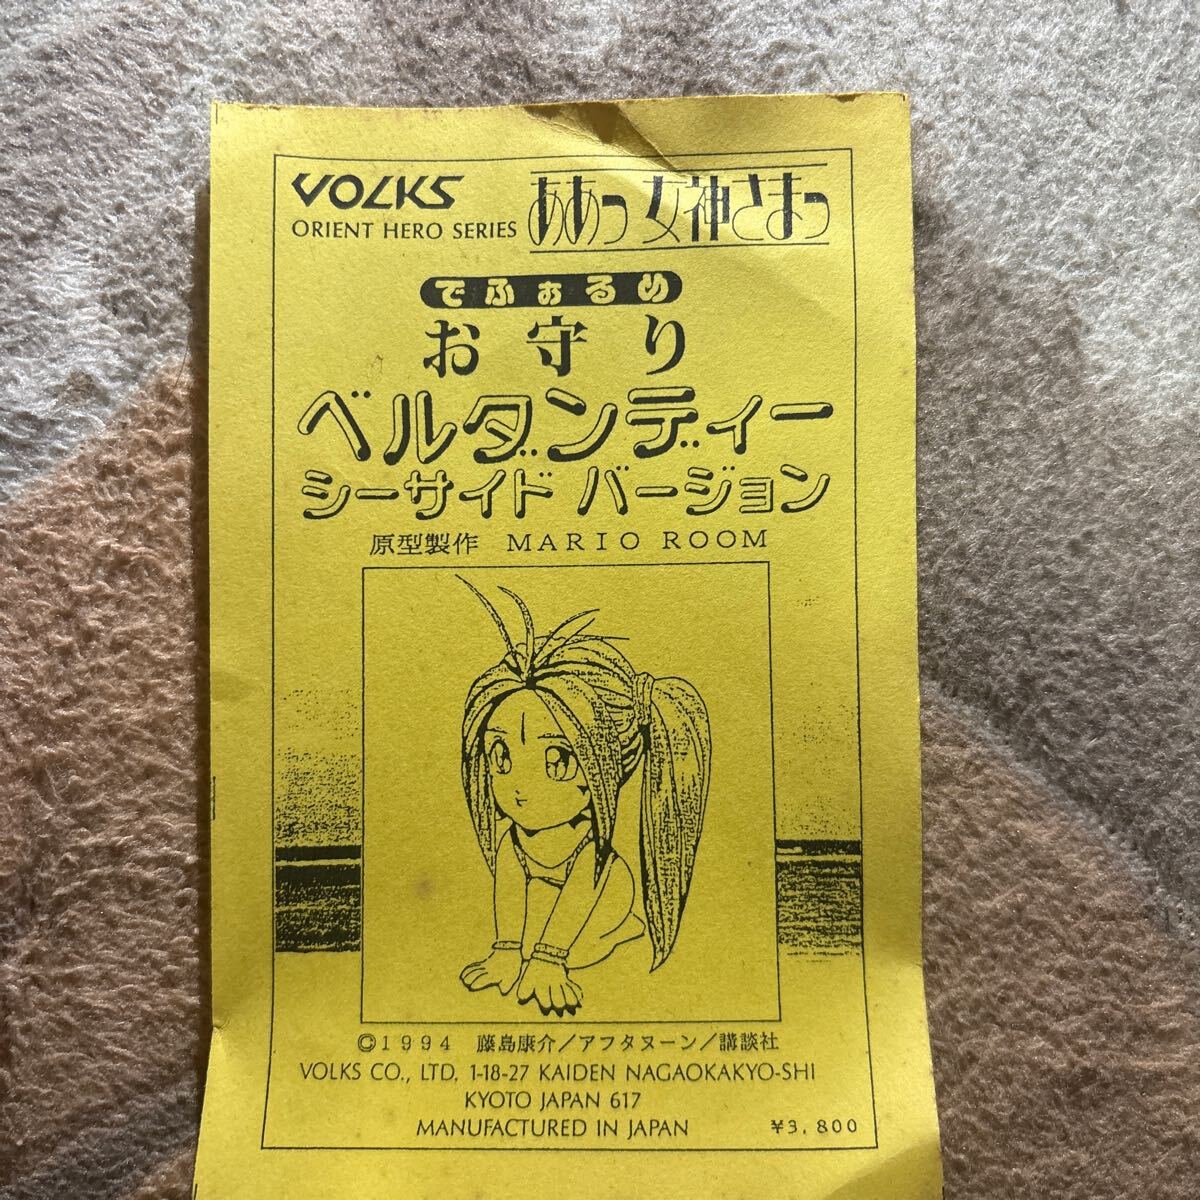 VOLKS
ORIENT HERO SERIES
ああっ女神さまっ
でふぉるめ
お守り
ベルダンディー
シーサイド バージョン
原型製作 MARIO ROOM
©1994 藤島康介／アフタヌーン／講談社
VOLKS CO., LTD. 1-18-27 KAIDEN NAGAOKAKYO-SHI
KYOTO JAPAN 617
MANUFACTURED IN JAPAN
¥3,800